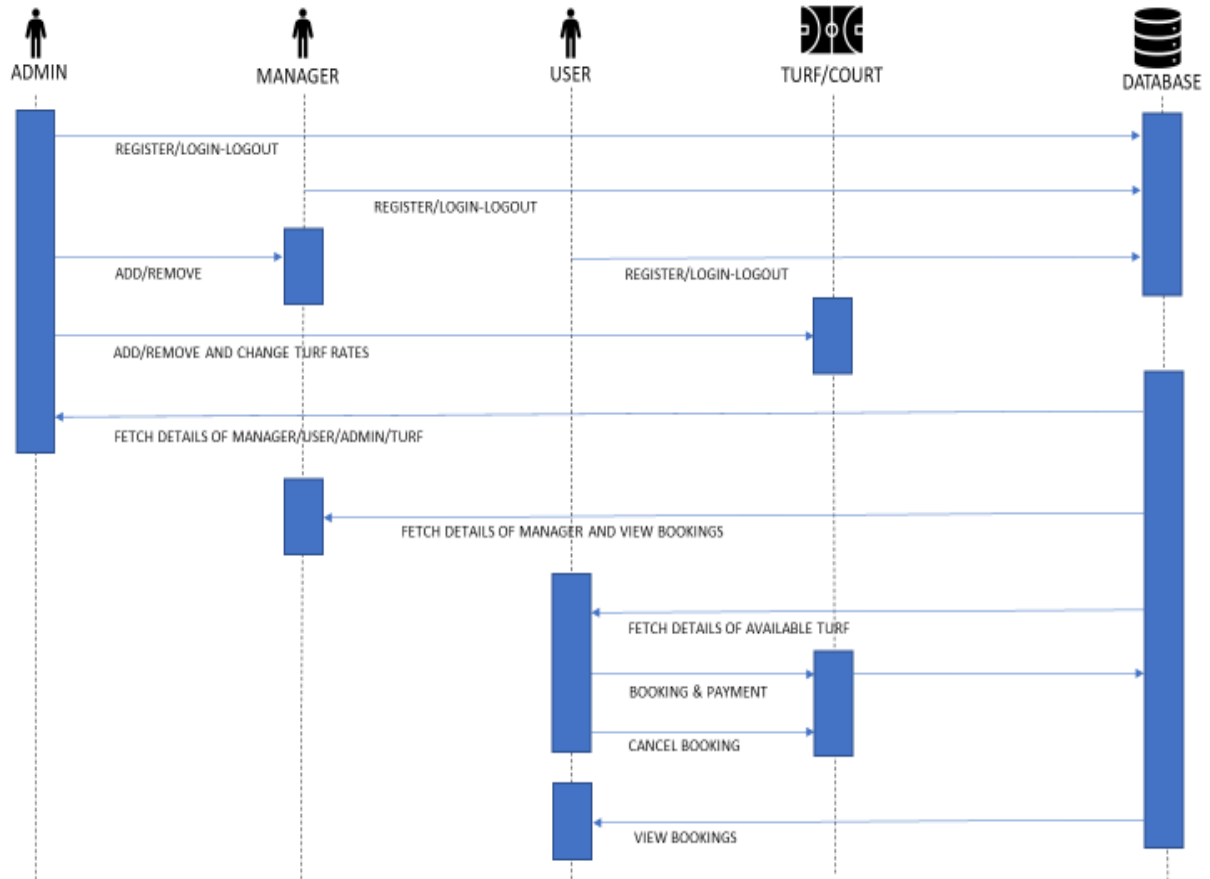 ADMIN
MANAGER
USER
TURF/COURT
DATABASE
REGISTER/LOGIN-LOGOUT
REGISTER/LOGIN-LOGOUT
ADD/REMOVE
REGISTER/LOGIN-LOGOUT
ADD/REMOVE AND CHANGE TURF RATES
FETCH DETAILS OF MANAGER/USER/ADMIN/TURF
FETCH DETAILS OF MANAGER AND VIEW BOOKINGS
FETCH DETAILS OF AVAILABLE TURF
BOOKING & PAYMENT
CANCEL BOOKING
VIEW BOOKINGS